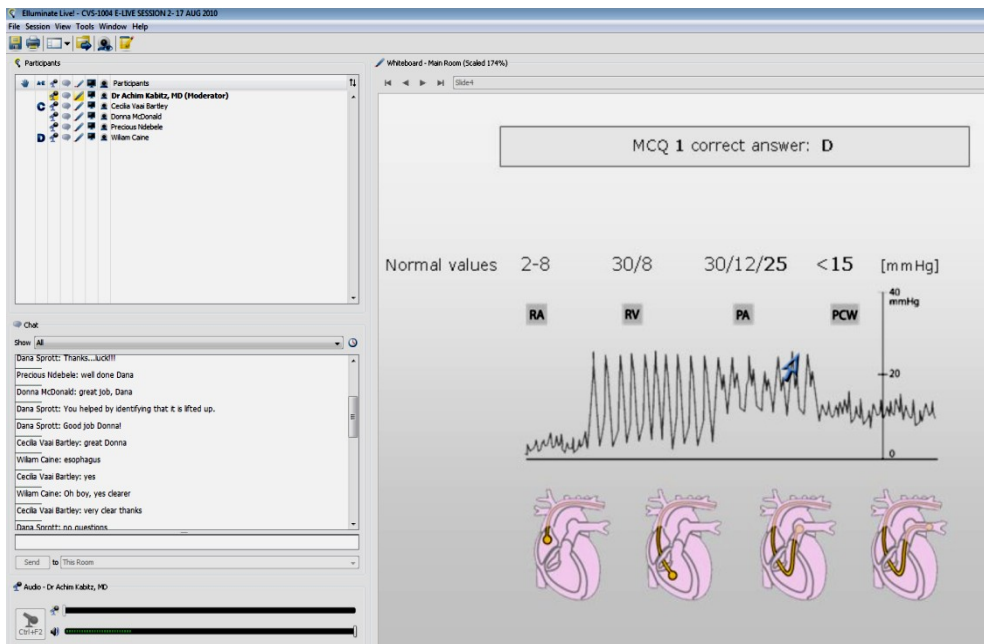 Elluminate Live! - CVS-1004 E-LIVE SESSION 2- 17 AUG 2010
File Session View Tools Window Help
Participants
Participants
Dr Achim Kabitz, MD (Moderator)
C Cecilia Vaai Bartley
Donna McDonald
Precious Ndebele
D Wiliam Caine
Chat
Show All
Dana Sprott: Thanks...luck!!!
Precious Ndebele: well done Dana
Donna McDonald: great job, Dana
Dana Sprott: You helped by identifying that it is lifted up.
Dana Sprott: Good job Donna!
Cecilia Vaai Bartley: great Donna
Wiliam Caine: esophagus
Cecilia Vaai Bartley: yes
Wiliam Caine: Oh boy, yes clearer
Cecilia Vaai Bartley: very clear thanks
Dana Sprott: no questions
Send to This Room
Audio - Dr Achim Kabitz, MD
Ctrl+F2
Whiteboard - Main Room (Scaled 174%)
Slide4
MCQ 1 correct answer: D
Normal values 2-8 30/8 30/12/25 <15 [mmHg]
RA RV PA PCW
40
mmHg
20
0